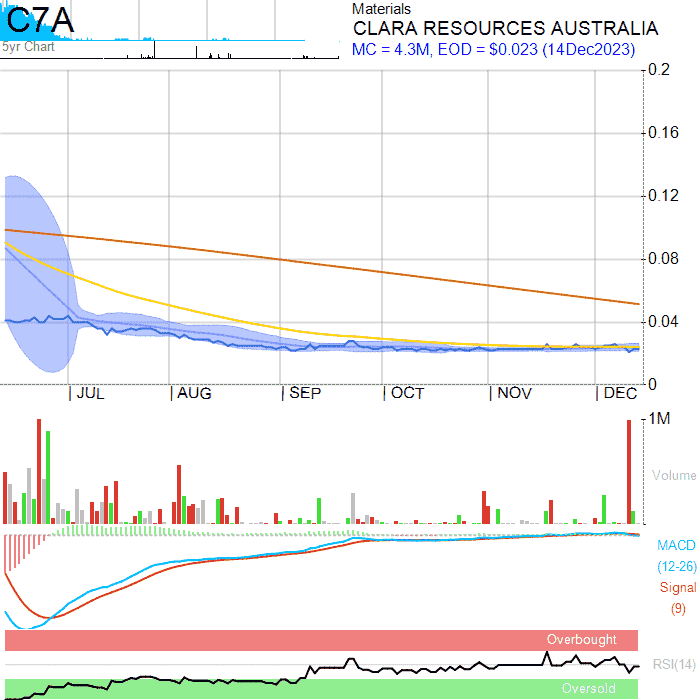 C7A
5yr Chart
Materials
CLARA RESOURCES AUSTRALIA
MC = 4.3M, EOD = $0.023 (14Dec2023)
0.2
0.16
0.12
0.08
0.04
0
JUL AUG SEP OCT NOV DEC
1M
Volume
MACD
(12-26)
Signal
(9)
Overbought
RSI(14)
Oversold